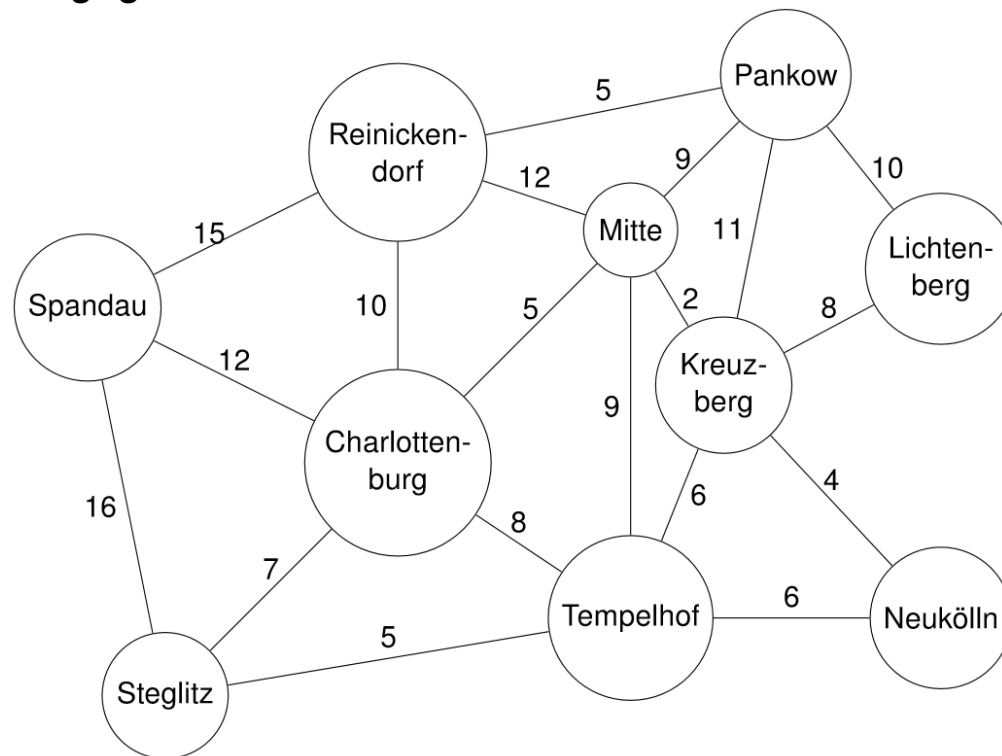 Pankow
5
Reinicken-
dorf
9
10
12
Mitte
11
Lichten-
berg
15
Spandau
10
5
2
8
12
Kreuz-
berg
9
Charlotten-
burg
16
6
4
8
7
Tempelhof
6
Neukölln
5
Steglitz